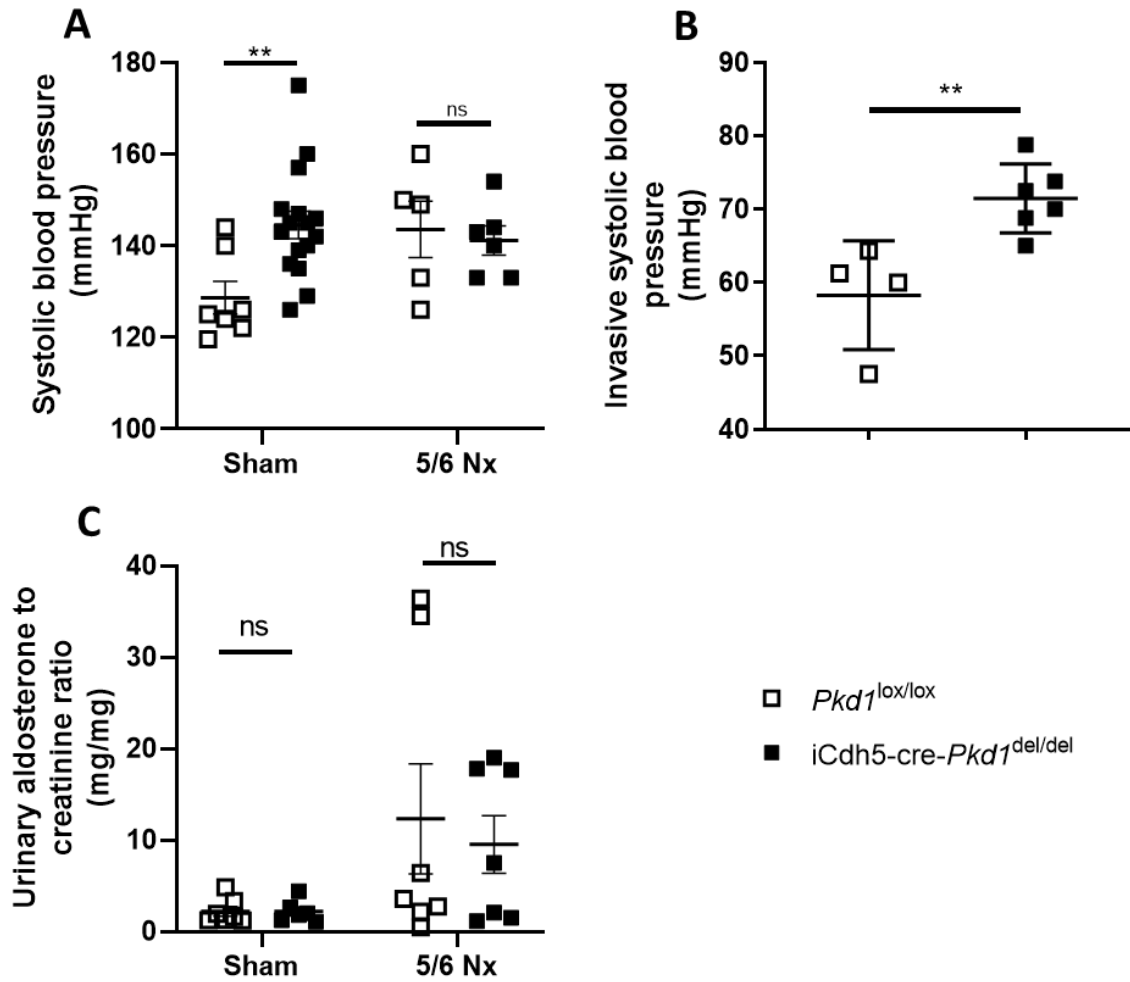 A
Systolic blood pressure
(mmHg)
180
160
140
120
100
**
ns
Sham
5/6 Nx
B
Invasive systolic blood
pressure
(mmHg)
90
80
70
60
50
40
**
C
Urinary aldosterone to
creatinine ratio
(mg/mg)
40
30
20
10
0
ns
ns
Sham
5/6 Nx
Pkd1lox/lox
iCdh5-cre-Pkd1del/del